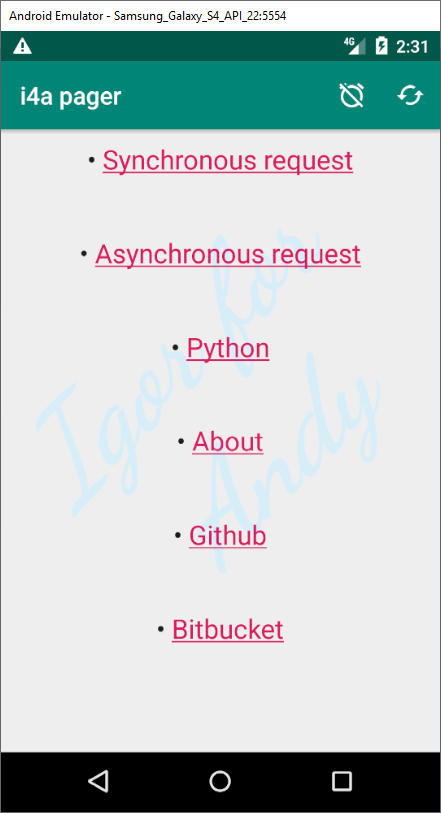 Android Emulator - Samsung_Galaxy_S4_API_22:5554
4G 2:31
i4a pager
• Synchronous request
• Asynchronous request
• Python
• About
• Github
• Bitbucket
Igor for
Andy